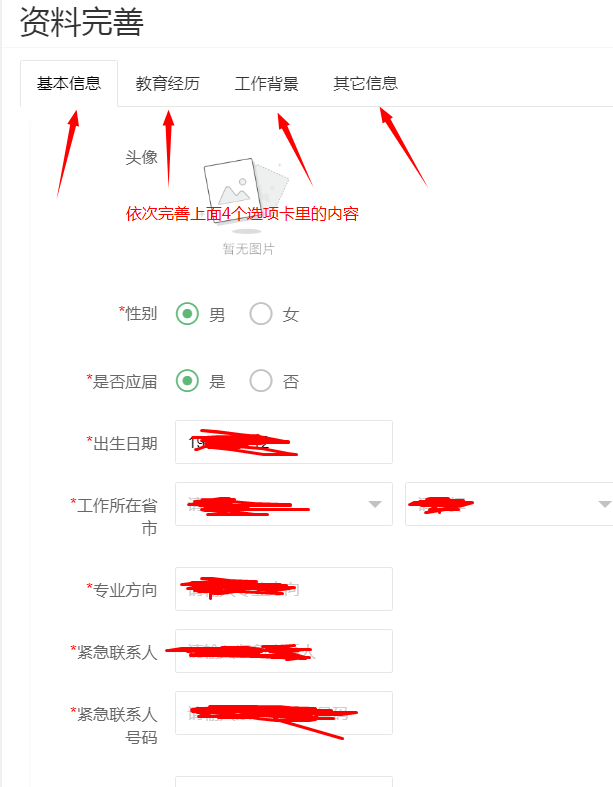 资料完善
基本信息 教育经历 工作背景 其它信息
头像
依次完善上面4个选项卡里的内容
暂无图片
*性别 男 女
*是否应届 是 否
*出生日期
*工作所在省
市
*专业方向
*紧急联系人
*紧急联系人
号码